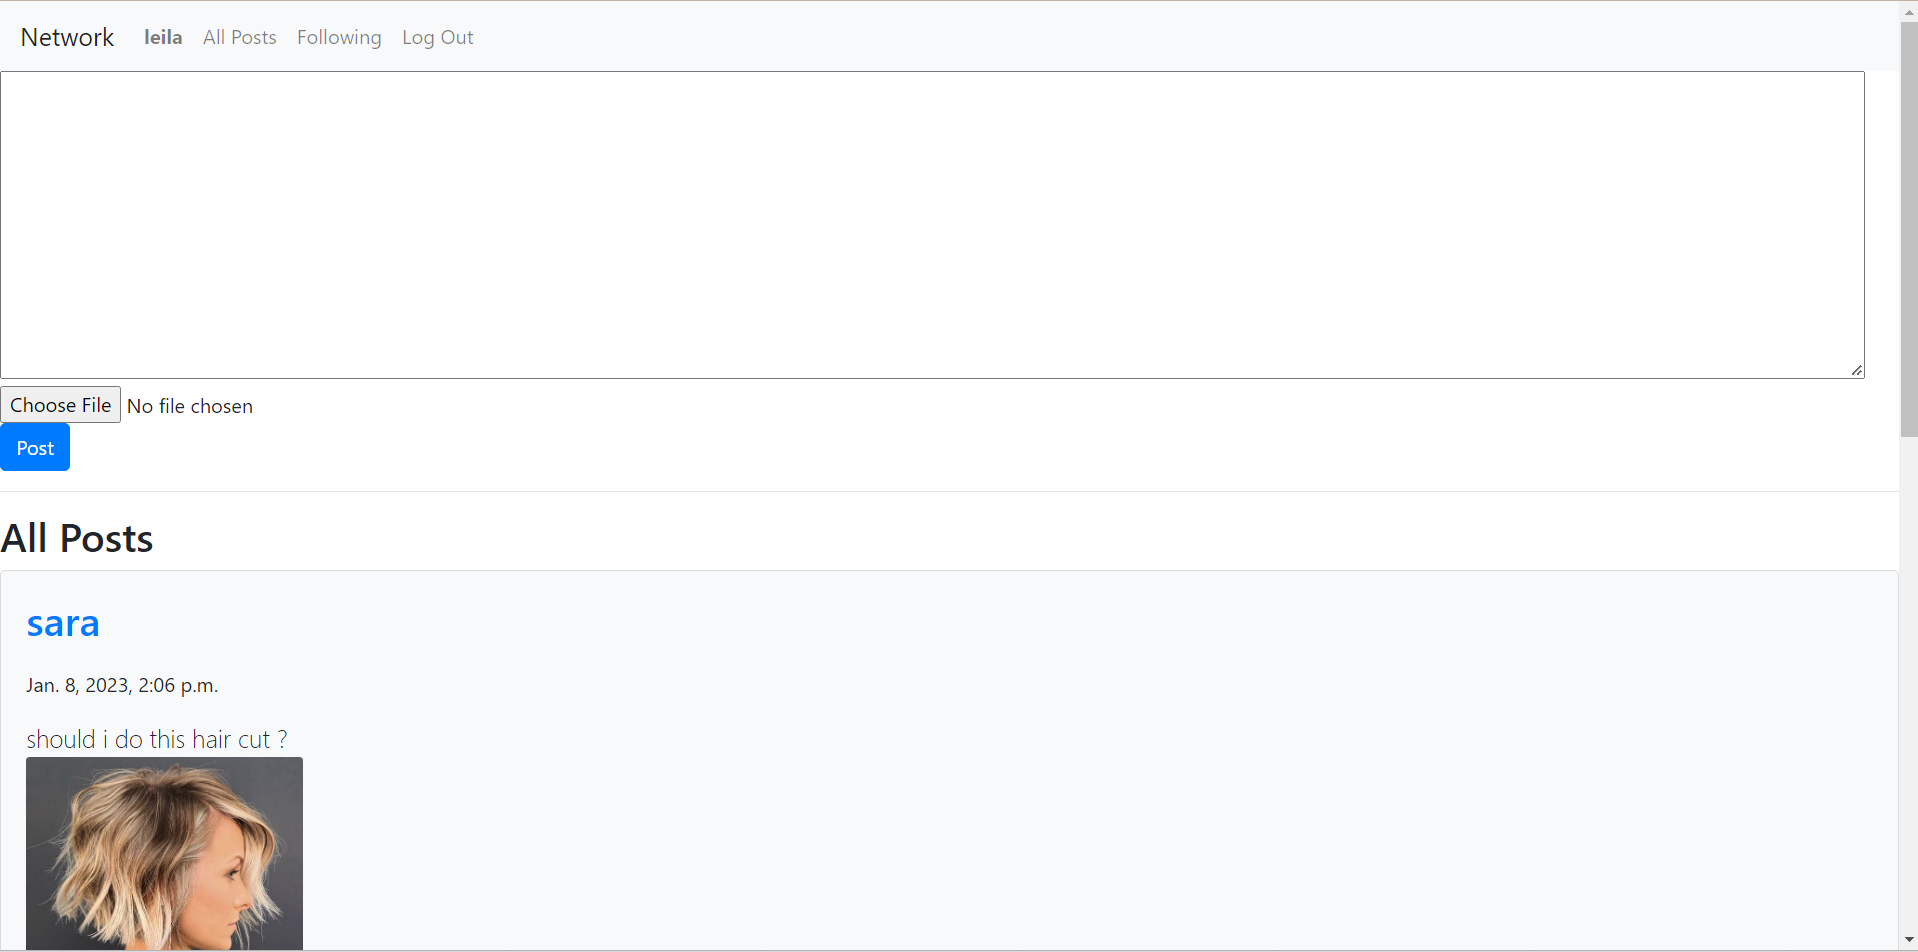 Network leila All Posts Following Log Out
Choose File No file chosen
Post
All Posts
sara
Jan. 8, 2023, 2:06 p.m.
should i do this hair cut ?